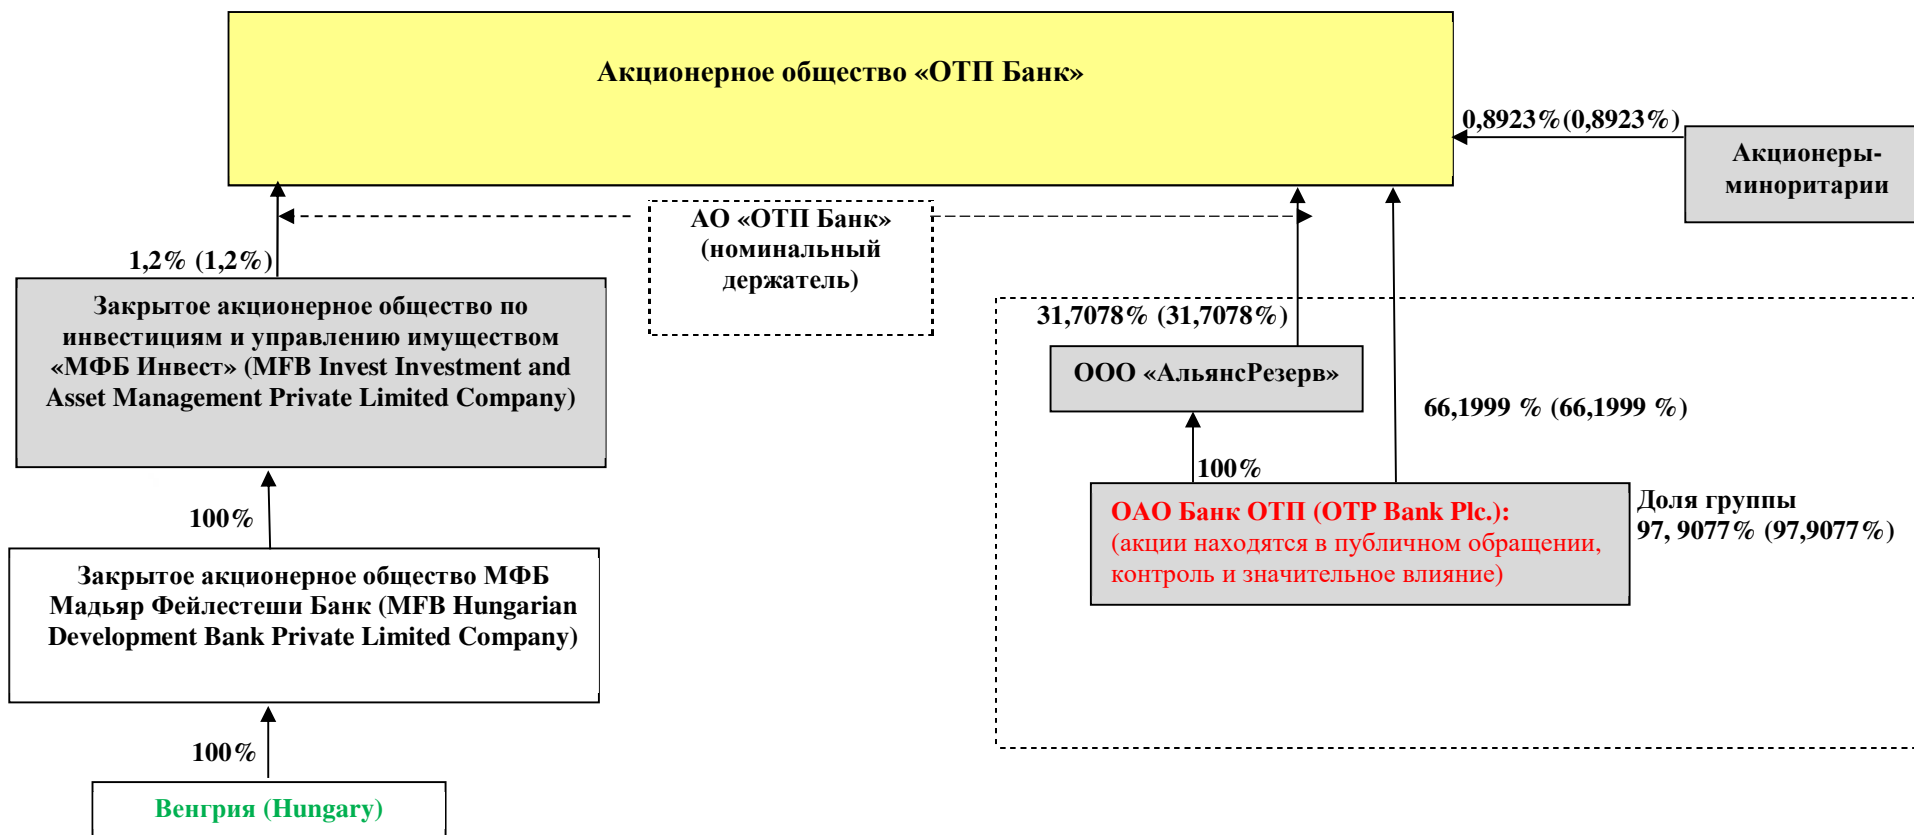 Акционерное общество «ОТП Банк»
0,8923%(0,8923%)
Акционеры-
миноритарии
АО «ОТП Банк»
(номинальный
держатель)
1,2% (1,2%)
Закрытое акционерное общество по
инвестициям и управлению имуществом
«МФБ Инвест» (MFB Invest Investment and
Asset Management Private Limited Company)
31,7078% (31,7078%)
ООО «АльянсРезерв»
66,1999 % (66,1999 %)
100%
ОАО Банк ОТП (OTP Bank Plc.):
(акции находятся в публичном обращении,
контроль и значительное влияние)
Доля группы
97, 9077% (97,9077%)
100%
Закрытое акционерное общество МФБ
Мадьяр Фейлестеши Банк (MFB Hungarian
Development Bank Private Limited Company)
100%
Венгрия (Hungary)